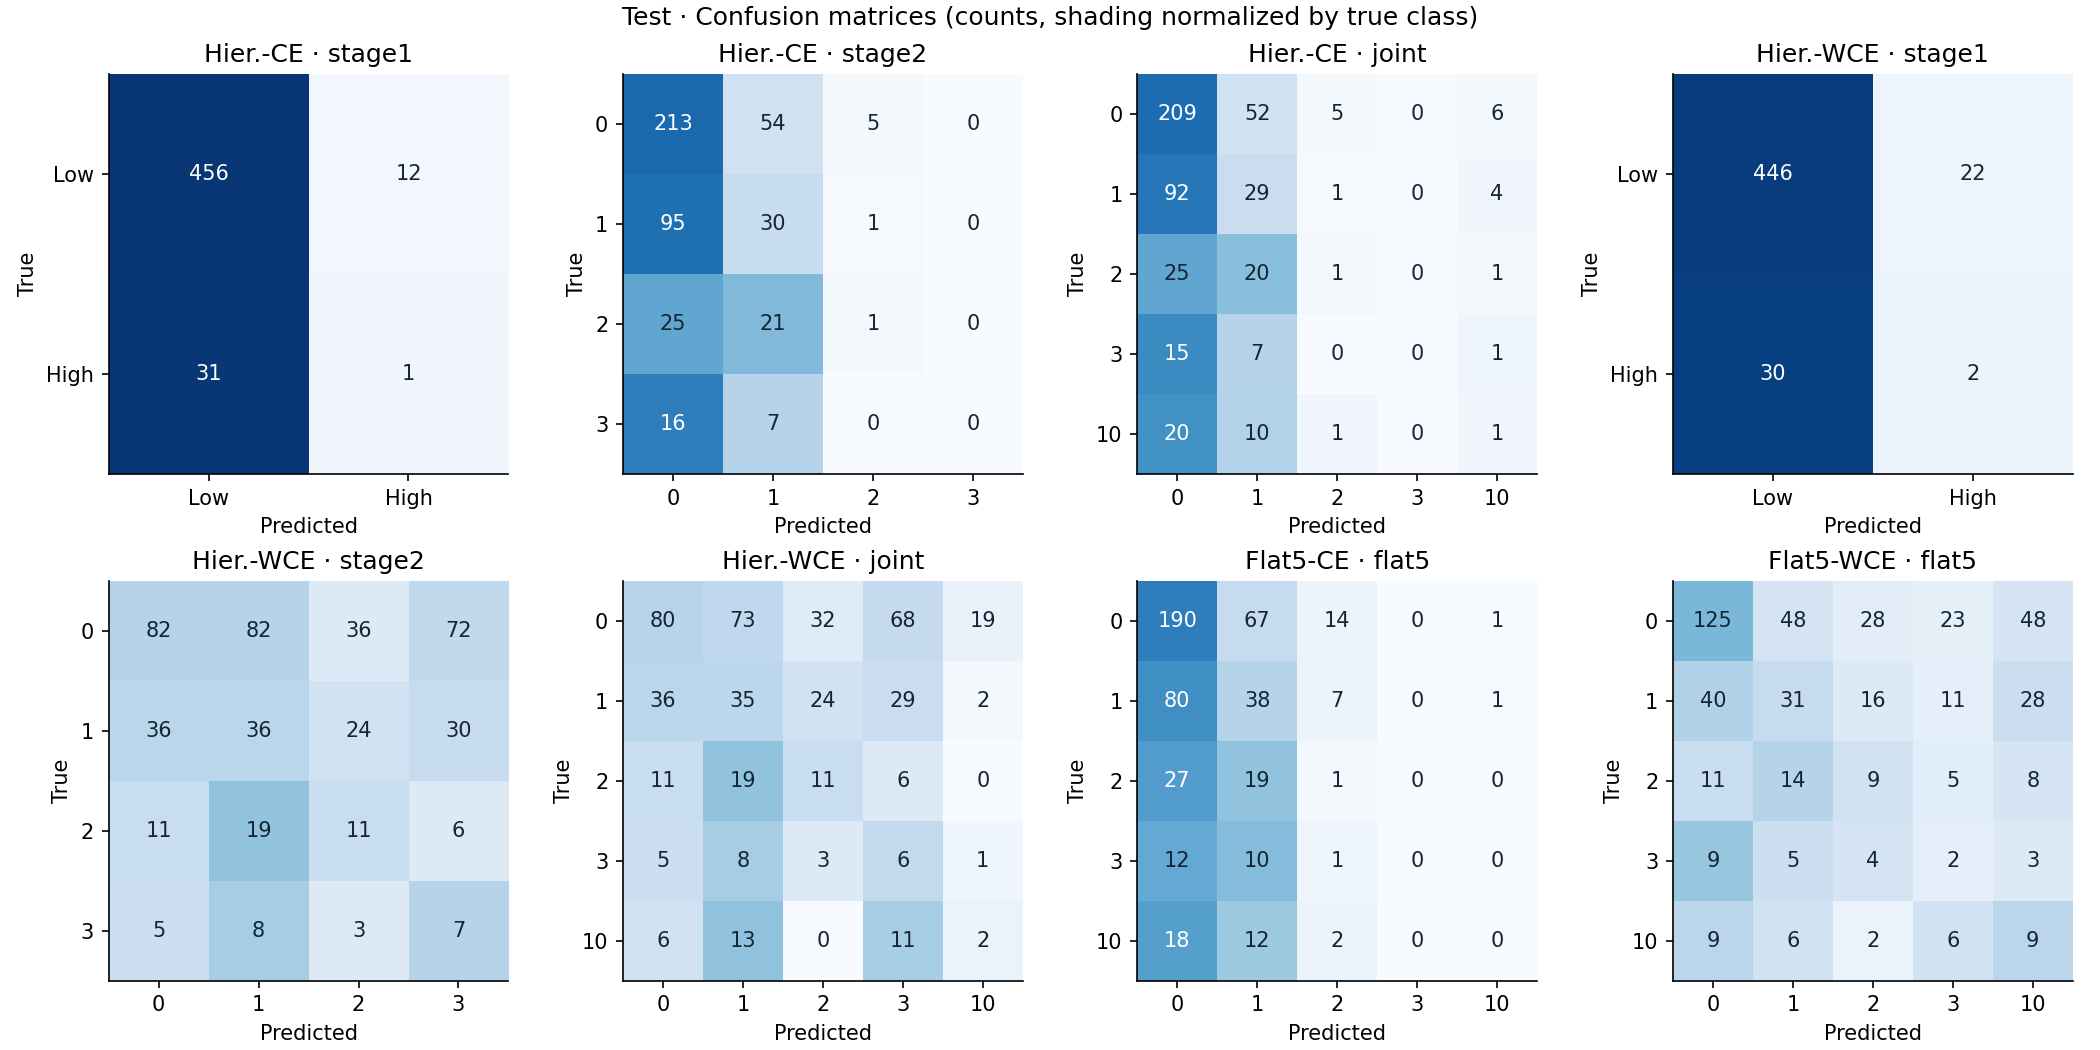 Test · Confusion matrices (counts, shading normalized by true class)
Hier.-CE · stage1
True
Low 456 12
High 31 1
Low High
Predicted
Hier.-CE · stage2
True
0 213 54 5 0
1 95 30 1 0
2 25 21 1 0
3 16 7 0 0
0 1 2 3
Predicted
Hier.-CE · joint
True
0 209 52 5 0 6
1 92 29 1 0 4
2 25 20 1 0 1
3 15 7 0 0 1
10 20 10 1 0 1
0 1 2 3 10
Predicted
Hier.-WCE · stage1
True
Low 446 22
High 30 2
Low High
Predicted
Hier.-WCE · stage2
True
0 82 82 36 72
1 36 36 24 30
2 11 19 11 6
3 5 8 3 7
0 1 2 3
Predicted
Hier.-WCE · joint
True
0 80 73 32 68 19
1 36 35 24 29 2
2 11 19 11 6 0
3 5 8 3 6 1
10 6 13 0 11 2
0 1 2 3 10
Predicted
Flat5-CE · flat5
True
0 190 67 14 0 1
1 80 38 7 0 1
2 27 19 1 0 0
3 12 10 1 0 0
10 18 12 2 0 0
0 1 2 3 10
Predicted
Flat5-WCE · flat5
True
0 125 48 28 23 48
1 40 31 16 11 28
2 11 14 9 5 8
3 9 5 4 2 3
10 9 6 2 6 9
0 1 2 3 10
Predicted